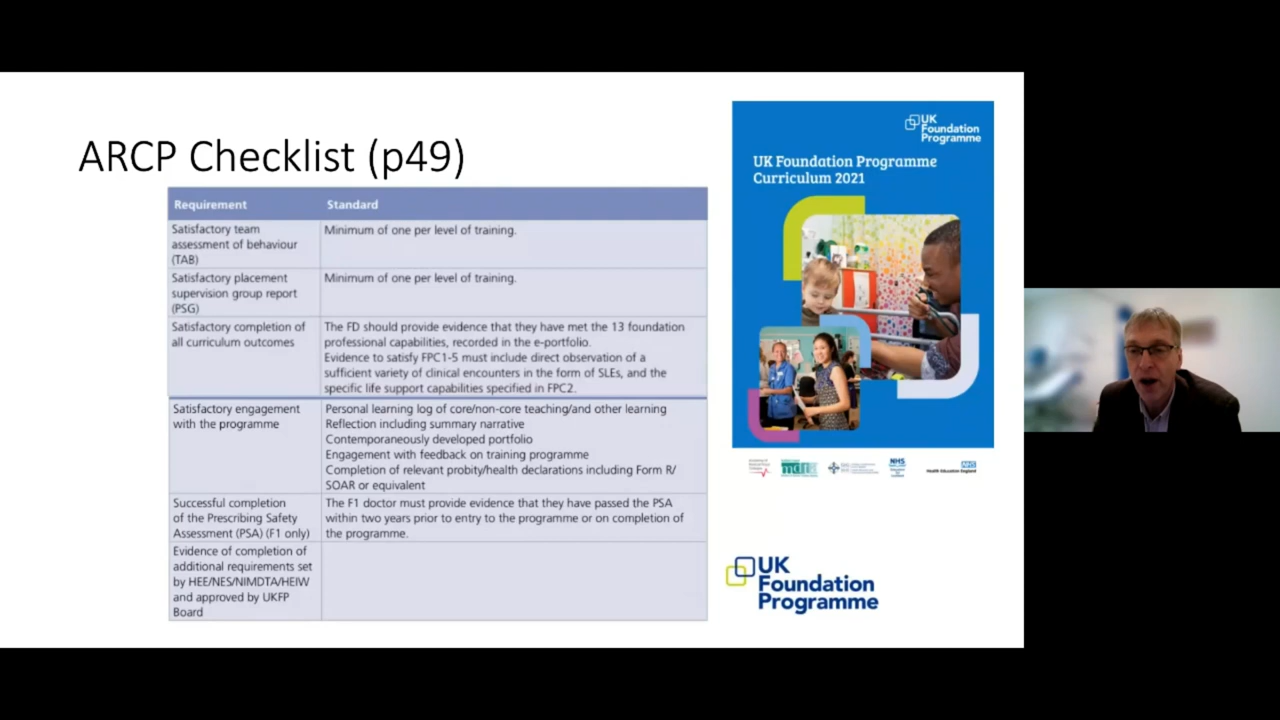 ARCP Checklist (p49)
Requirement
Standard
Satisfactory team
assessment of behaviour
(TAB)
Minimum of one per level of training.
Satisfactory placement
supervision group report
(PSG)
Minimum of one per level of training.
Satisfactory completion of
all curriculum outcomes
The FD should provide evidence that they have met the 13 foundation
professional capabilities, recorded in the e-portfolio.
Evidence to satisfy FPC1-5 must include direct observation of a
sufficient variety of clinical encounters in the form of SLEs, and the
specific life support capabilities specified in FPC2.
Satisfactory engagement
with the programme
Personal learning log of core/non-core teaching/and other learning
Reflection including summary narrative
Contemporaneously developed portfolio
Engagement with feedback on training programme
Completion of relevant probity/health declarations including Form R/
SOAR or equivalent
Successful completion
of the Prescribing Safety
Assessment (PSA) (F1 only)
The F1 doctor must provide evidence that they have passed the PSA
within two years prior to entry to the programme or on completion of
the programme.
Evidence of completion of
additional requirements set
by HEE/NES/NIMDTA/HEIW
and approved by UKFP
Board
UK
Foundation
Programme
UK Foundation Programme
Curriculum 2021
NHS
NHS
Health Education England
UK
Foundation
Programme